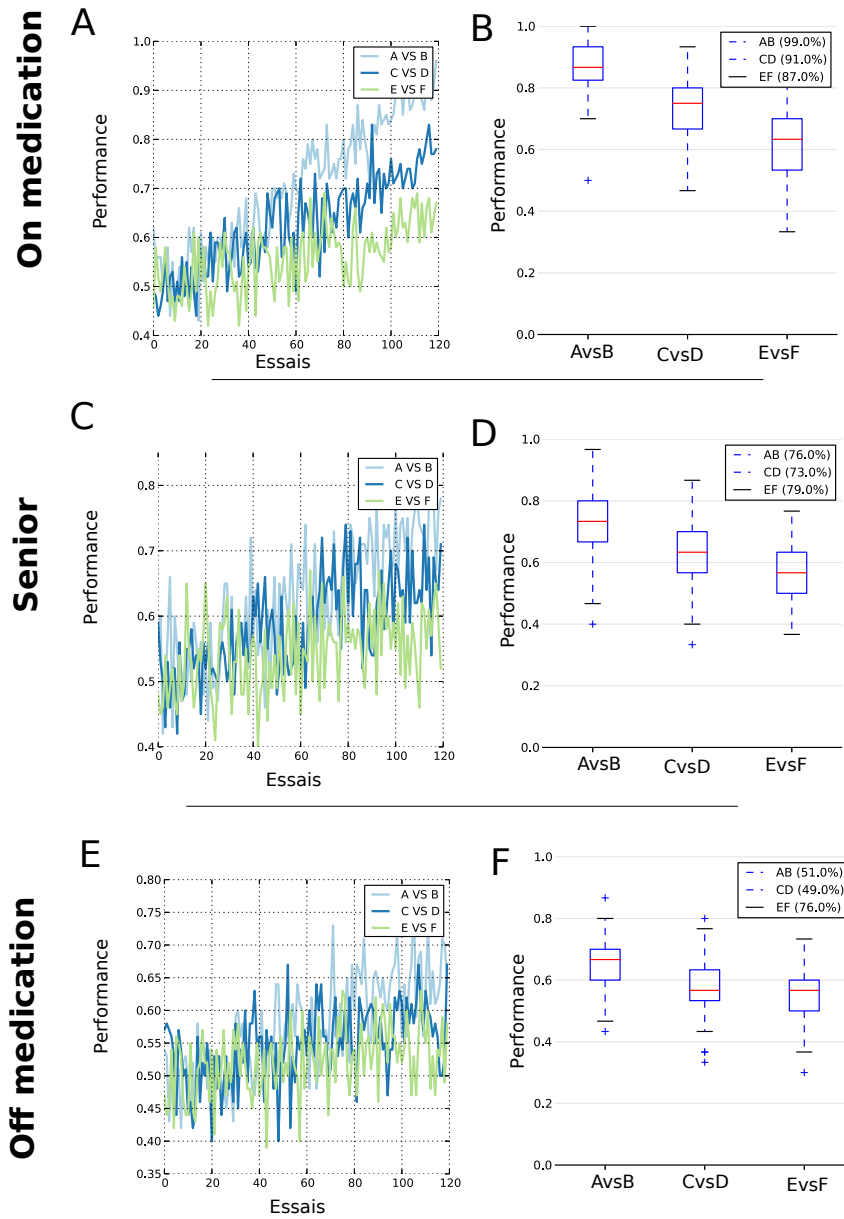 On medication
A
1.0
0.9
0.8
0.7
0.6
0.5
0.4
Performance
A VS B
C VS D
E VS F
0 20 40 60 80 100 120
Essais
B
1.0
0.8
0.6
0.4
0.2
0.0
Performance
AB (99.0%)
CD (91.0%)
EF (87.0%)
AvsB CvsD EvsF
Senior
C
0.8
0.7
0.6
0.5
0.4
Performance
A VS B
C VS D
E VS F
0 20 40 60 80 100 120
Essais
D
1.0
0.8
0.6
0.4
0.2
0.0
Performance
AB (76.0%)
CD (73.0%)
EF (79.0%)
AvsB CvsD EvsF
Off medication
E
0.80
0.75
0.70
0.65
0.60
0.55
0.50
0.45
0.40
0.35
Performance
A VS B
C VS D
E VS F
0 20 40 60 80 100 120
Essais
F
1.0
0.8
0.6
0.4
0.2
0.0
Performance
AB (51.0%)
CD (49.0%)
EF (76.0%)
AvsB CvsD EvsF